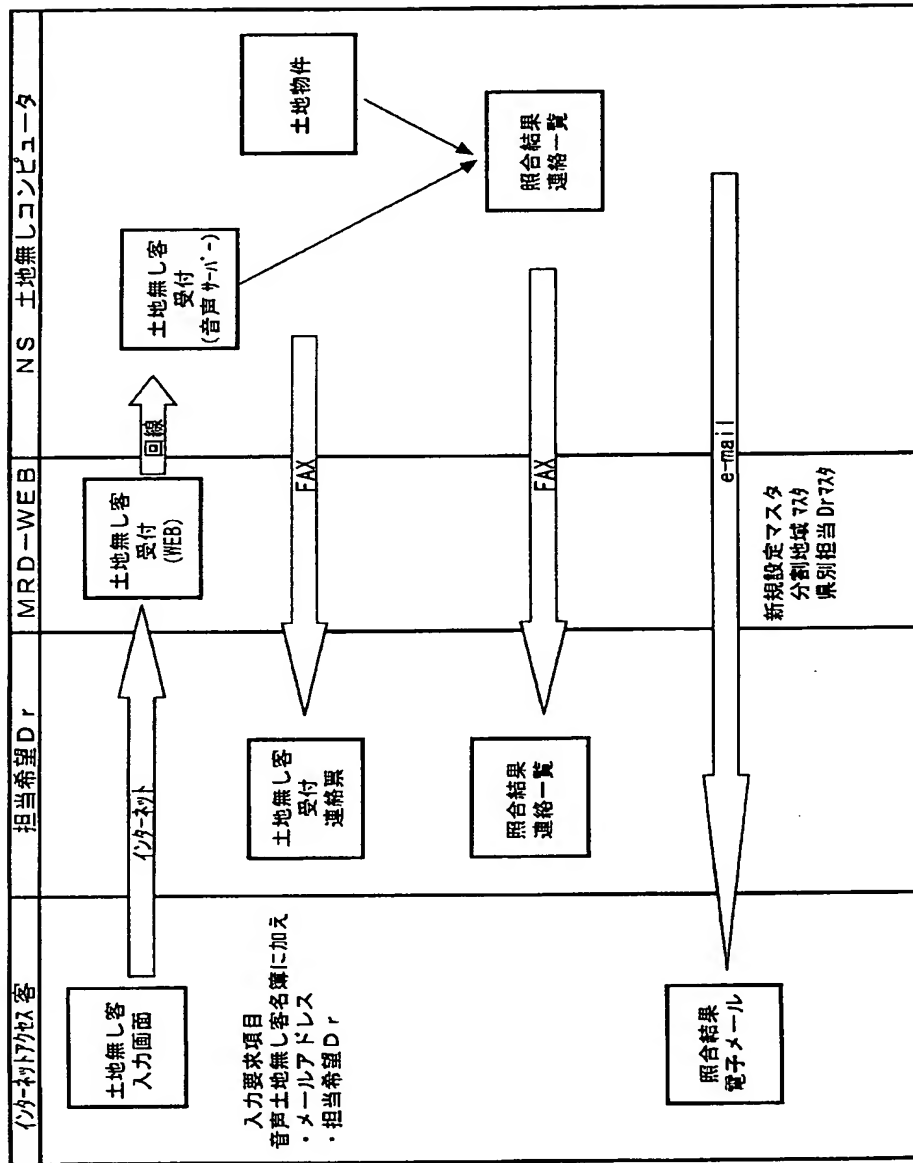 インターネットアクセス客
担当希望Dr
MRD-WEB
NS 土地無しコンピュータ
土地無し客
入力画面
インターネット
土地無し客
受付
(WEB)
回線
土地無し客
受付
(音声サーバー)
土地物件
入力要求項目
音声土地無し客名簿に加え
・メールアドレス
・担当希望Dr
土地無し客
受付
連絡票
FAX
照合結果
連絡一覧
FAX
照合結果
連絡一覧
照合結果
電子メール
e-mail
新規設定マスタ
分割地域マスタ
県別担当Drマスタ